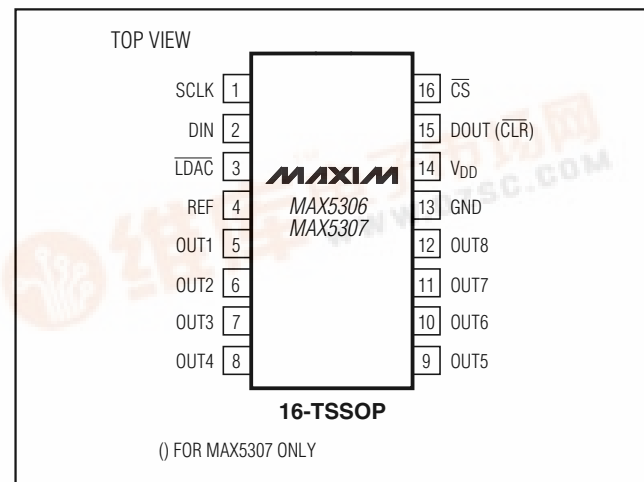 TOP VIEW
SCLK 1
DIN 2
LDAC 3
REF 4
OUT1 5
OUT2 6
OUT3 7
OUT4 8
MAXIM
MAX5306
MAX5307
16 CS
15 DOUT (CLR)
14 VDD
13 GND
12 OUT8
11 OUT7
10 OUT6
9 OUT5
16-TSSOP
() FOR MAX5307 ONLY